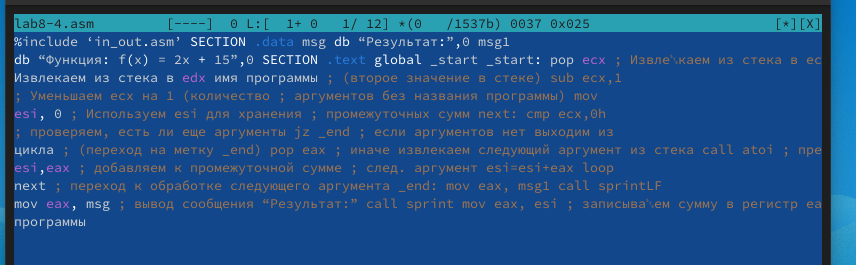 lab8-4.asm [----] 0 L:[ 1+ 0 1/ 12] *(0 /1537b) 0037 0x025 [*][X]
%include ‘in_out.asm’ SECTION .data msg db “Результат:”,0 msg1
db “Функция: f(x) = 2x + 15”,0 SECTION .text global _start _start: pop ecx ; Извлекаем из стека в ec
Извлекаем из стека в edx имя программы ; (второе значение в стеке) sub ecx,1
; Уменьшаем ecx на 1 (количество ; аргументов без названия программы) mov
esi, 0 ; Используем esi для хранения ; промежуточных сумм next: cmp ecx,0h
; проверяем, есть ли еще аргументы jz _end ; если аргументов нет выходим из
цикла ; (переход на метку _end) pop eax ; иначе извлекаем следующий аргумент из стека call atoi ; пре
esi,eax ; добавляем к промежуточной сумме ; след. аргумент esi=esi+eax loop
next ; переход к обработке следующего аргумента _end: mov eax, msg1 call sprintLF
mov eax, msg ; вывод сообщения “Результат:” call sprint mov eax, esi ; записываем сумму в регистр ea
программы